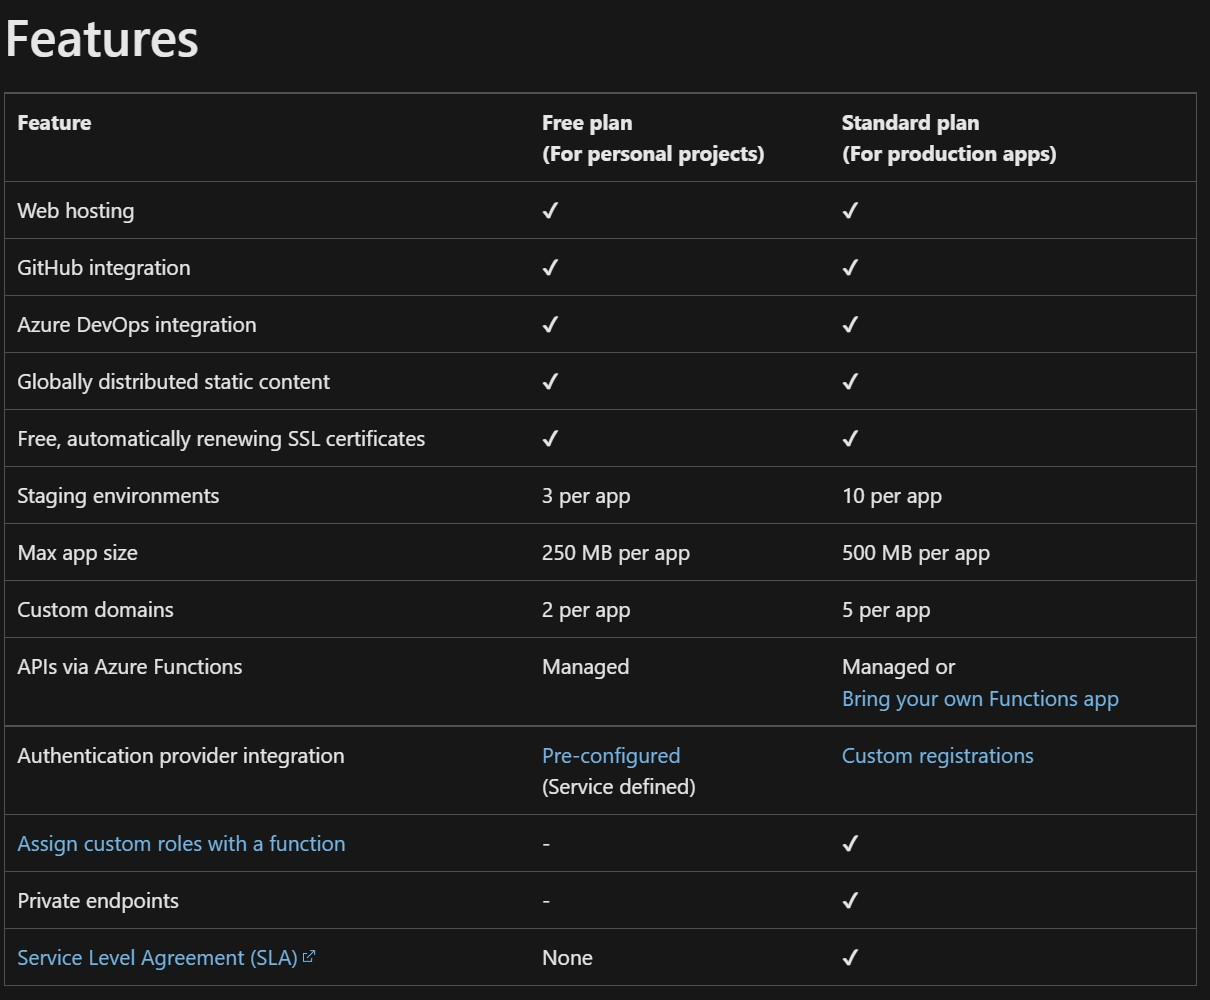 Features
Feature
Free plan
(For personal projects)
Standard plan
(For production apps)
Web hosting ✓ ✓
GitHub integration ✓ ✓
Azure DevOps integration ✓ ✓
Globally distributed static content ✓ ✓
Free, automatically renewing SSL certificates ✓ ✓
Staging environments 3 per app 10 per app
Max app size 250 MB per app 500 MB per app
Custom domains 2 per app 5 per app
APIs via Azure Functions Managed Managed or
Bring your own Functions app
Authentication provider integration Pre-configured Custom registrations
(Service defined)
Assign custom roles with a function - ✓
Private endpoints - ✓
Service Level Agreement (SLA) None ✓